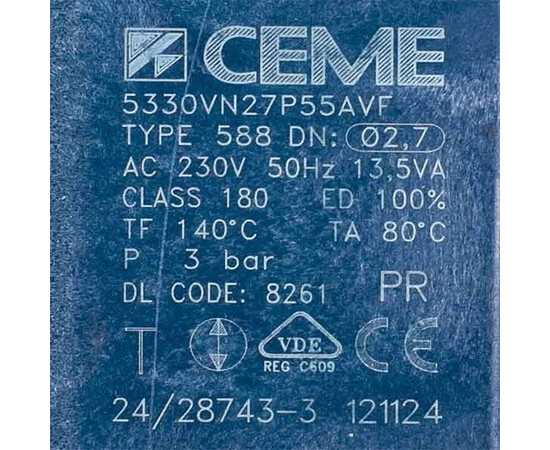 CEME
5330VN27P55AVF
TYPE 588 DN: Ø2,7
AC 230V 50Hz 13,5VA
CLASS 180 ED 100%
TF 140°C TA 80°C
P 3 bar
DL CODE: 8261 PR
T VDE CE
REG C609
24/28743-3 121124